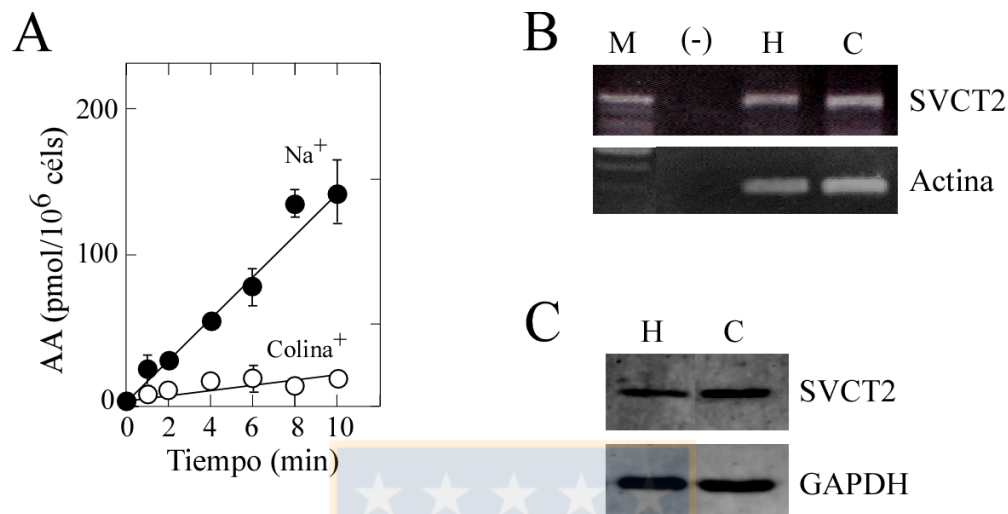 A
200
100
0
AA (pmol/10⁶ céls)
Na⁺
Colina⁺
0 2 4 6 8 10
Tiempo (min)
B
M (-) H C
SVCT2
Actina
C
H C
SVCT2
GAPDH